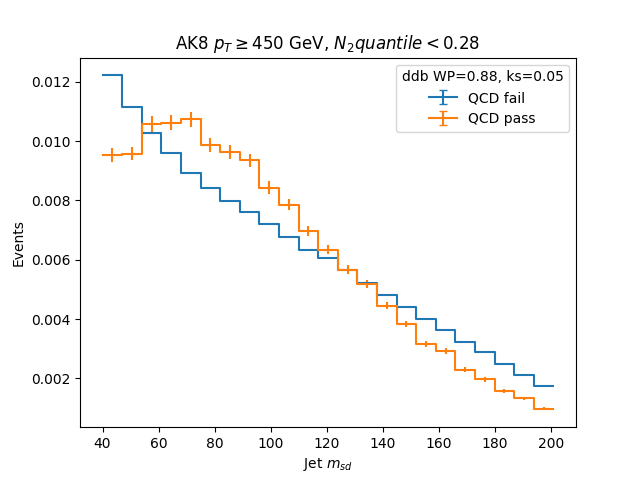 AK8 $p_T \geq 450$ GeV, $N_2quantile < 0.28$
ddb WP=0.88, ks=0.05
QCD fail
QCD pass
Events
0.012
0.010
0.008
0.006
0.004
0.002
40 60 80 100 120 140 160 180 200
Jet $m_{sd}$